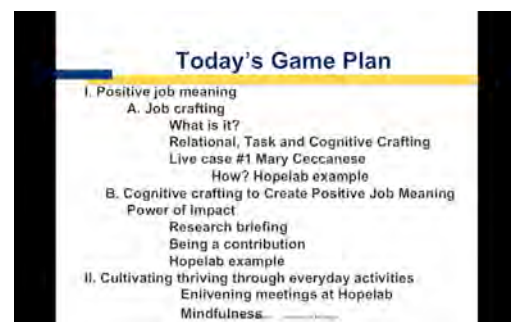 Today's Game Plan
I. Positive job meaning
A. Job crafting
What is it?
Relational, Task and Cognitive Crafting
Live case #1 Mary Ceccanese
How? Hopelab example
B. Cognitive crafting to Create Positive Job Meaning
Power of Impact
Research briefing
Being a contribution
Hopelab example
II. Cultivating thriving through everyday activities
Enlivening meetings at Hopelab
Mindfulness